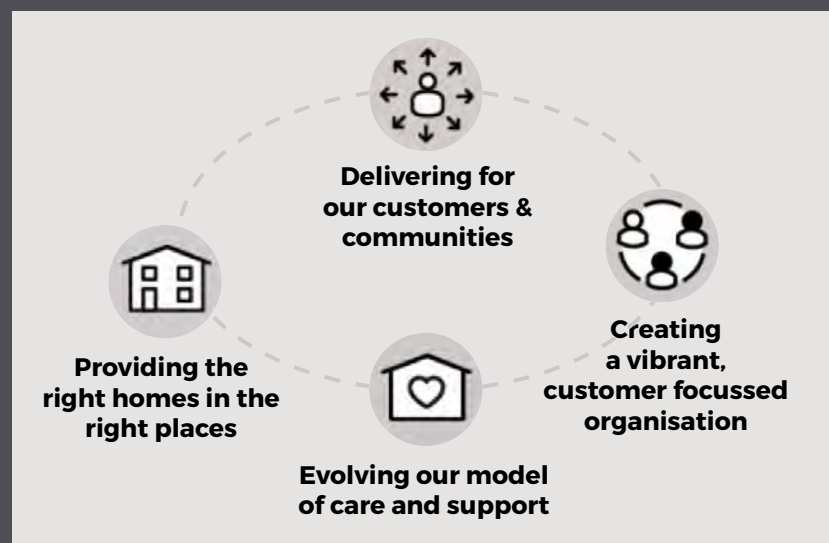 Delivering for
our customers &
communities
Creating
a vibrant,
customer focussed
organisation
Providing the
right homes in the
right places
Evolving our model
of care and support